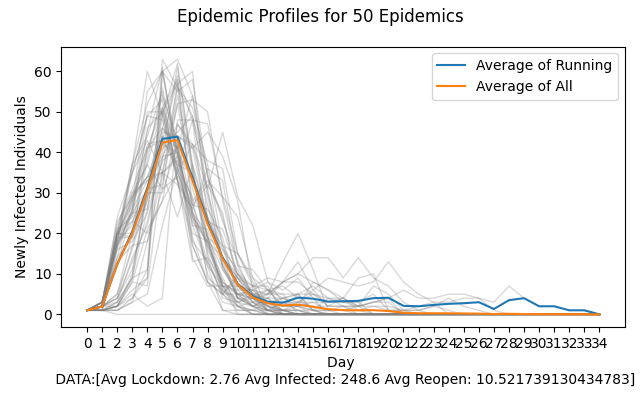 Epidemic Profiles for 50 Epidemics
Average of Running
Average of All
Newly Infected Individuals
60
50
40
30
20
10
0
0 1 2 3 4 5 6 7 8 9 10 11 12 13 14 15 16 17 18 19 20 21 22 23 24 25 26 27 28 29 30 31 32 33 34
Day
DATA:[Avg Lockdown: 2.76 Avg Infected: 248.6 Avg Reopen: 10.521739130434783]